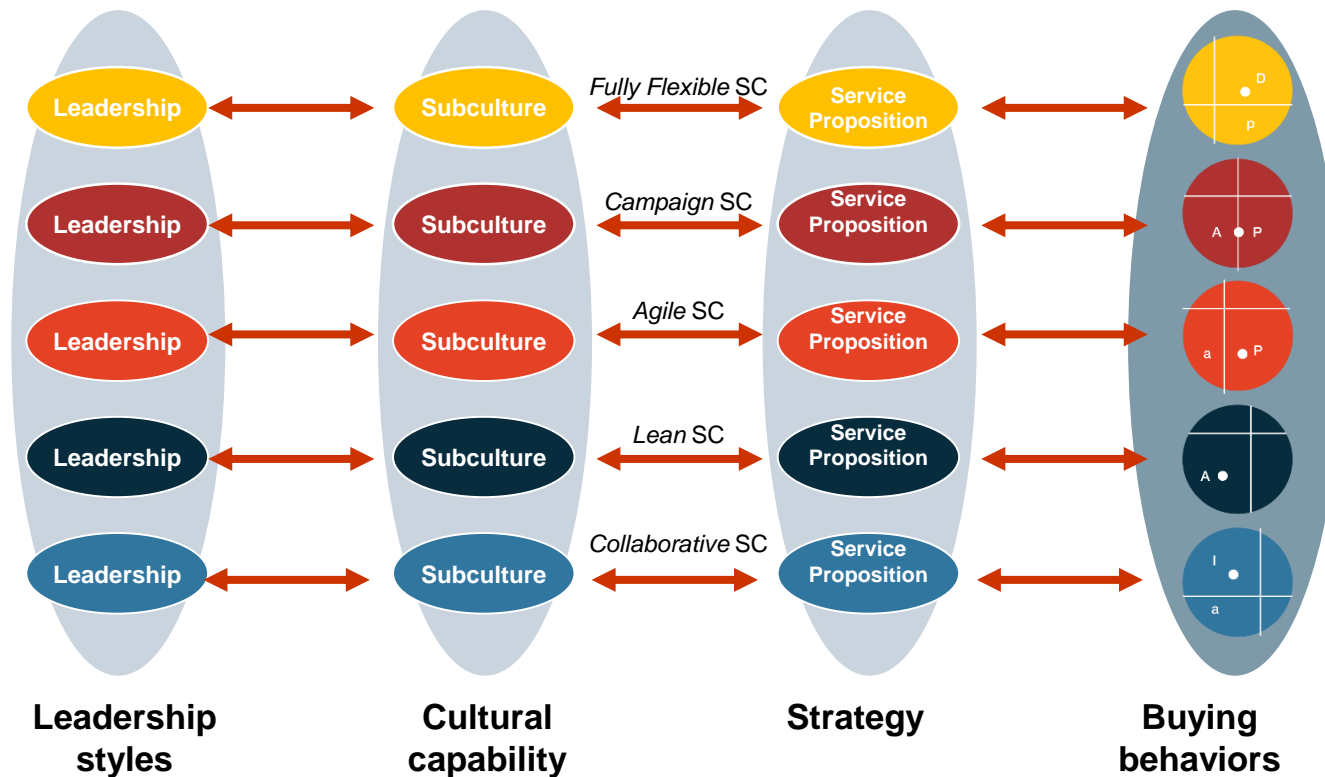 Fully Flexible SC
Leadership
Subculture
Service
Proposition
D
p
Campaign SC
Leadership
Subculture
Service
Proposition
A
P
Agile SC
Leadership
Subculture
Service
Proposition
a
P
Lean SC
Leadership
Subculture
Service
Proposition
A
Collaborative SC
Leadership
Subculture
Service
Proposition
I
a
Leadership
styles
Cultural
capability
Strategy
Buying
behaviors